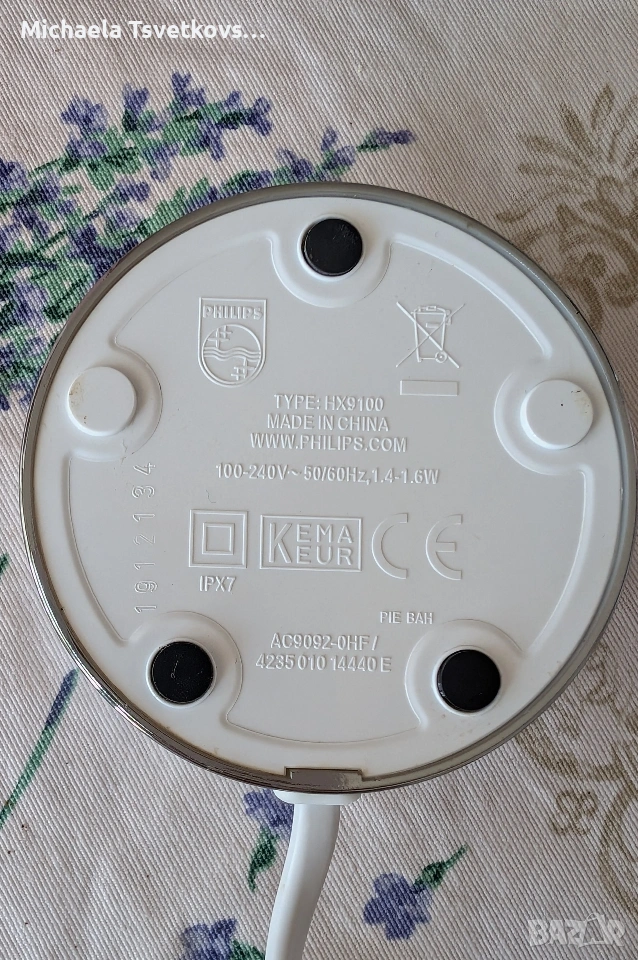 Michaela Tsvetkovs...
PHILIPS
TYPE: HX9100
MADE IN CHINA
WWW.PHILIPS.COM
100-240V~ 50/60Hz, 1.4-1.6W
1912134
KEMA
KEUR
CE
IPX7
PIE BAH
AC9092-0HF/
4235 010 14440 E
BAZAR